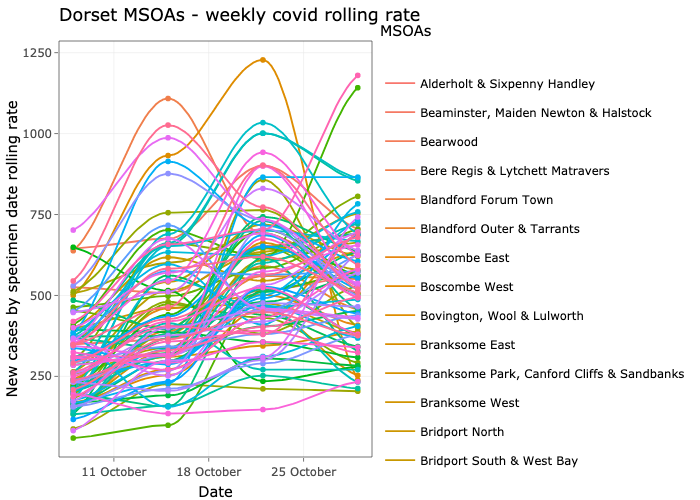 Dorset MSOAs - weekly covid rolling rate
MSOAs
New cases by specimen date rolling rate
1250
1000
750
500
250
11 October
18 October
25 October
Date
Alderholt & Sixpenny Handley
Beaminster, Maiden Newton & Halstock
Bearwood
Bere Regis & Lytchett Matravers
Blandford Forum Town
Blandford Outer & Tarrants
Boscombe East
Boscombe West
Bovington, Wool & Lulworth
Branksome East
Branksome Park, Canford Cliffs & Sandbanks
Branksome West
Bridport North
Bridport South & West Bay